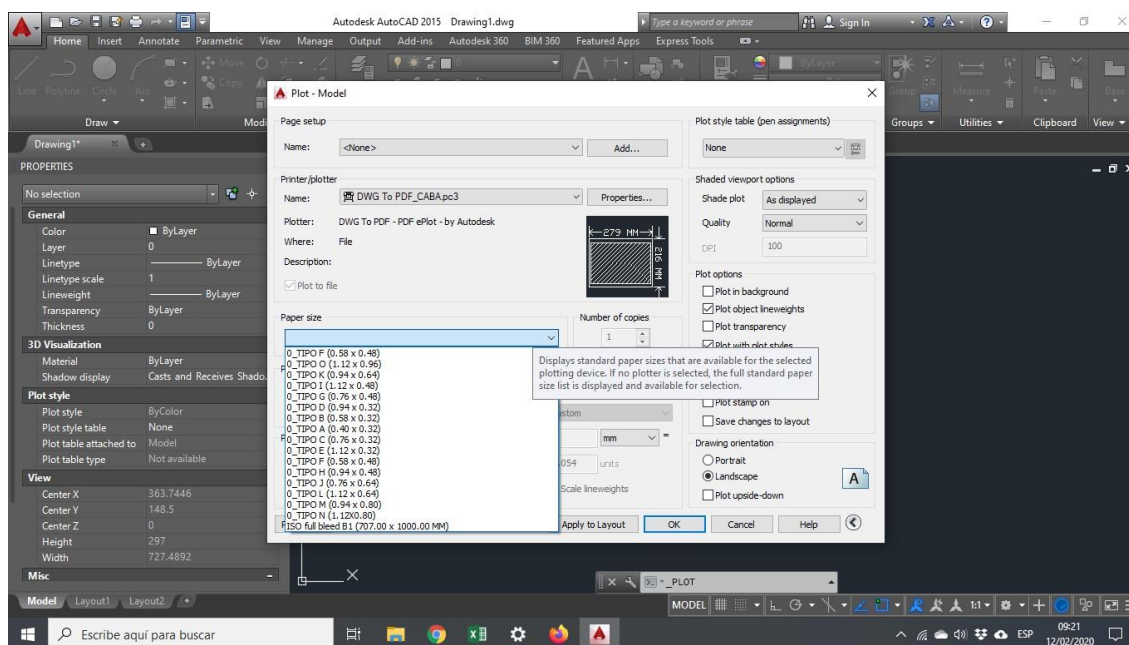 Autodesk AutoCAD 2015 Drawing1.dwg
Type a keyword or phrase
Sign In
Home Insert Annotate Parametric View Manage Output Add-ins Autodesk 360 BIM 360 Featured Apps Express Tools
Move
ByLayer
Copy
Line Polyline Circle Arc
Group
Measure
Paste
Base
Draw
Modi
Groups Utilities Clipboard View
Drawing1*
PROPERTIES
No selection
General
Color ByLayer
Layer 0
Linetype ByLayer
Linetype scale 1
Lineweight ByLayer
Transparency ByLayer
Thickness 0
3D Visualization
Material ByLayer
Shadow display Casts and Receives Shado...
Plot style
Plot style ByColor
Plot style table None
Plot table attached to Model
Plot table type Not available
View
Center X 363.7446
Center Y 148.5
Center Z 0
Height 297
Width 727.4892
Misc
Plot - Model
Page setup
Name: <None> Add...
Printer/plotter
Name: DWG To PDF_CABA.pc3 Properties...
Plotter: DWG To PDF - PDF ePlot - by Autodesk
Where: File
Description:
Plot to file
279 MM
216 MM
Paper size
Number of copies
1
0_TIPO F (0.58 x 0.48)
0_TIPO O (1.12 x 0.96)
0_TIPO K (0.94 x 0.64)
0_TIPO I (1.12 x 0.48)
0_TIPO G (0.76 x 0.48)
0_TIPO D (0.94 x 0.32)
0_TIPO B (0.58 x 0.32)
0_TIPO A (0.40 x 0.32)
0_TIPO C (0.76 x 0.32)
0_TIPO E (1.12 x 0.32)
0_TIPO F (0.58 x 0.48)
0_TIPO H (0.94 x 0.48)
0_TIPO J (0.76 x 0.64)
0_TIPO L (1.12 x 0.64)
0_TIPO M (0.94 x 0.80)
0_TIPO N (1.12X0.80)
ISO full bleed B1 (707.00 x 1000.00 MM)
Displays standard paper sizes that are available for the selected
plotting device. If no plotter is selected, the full standard paper
size list is displayed and available for selection.
mm =
units
Scale lineweights
Apply to Layout OK Cancel Help
Plot style table (pen assignments)
None
Shaded viewport options
Shade plot As displayed
Quality Normal
DPI 100
Plot options
Plot in background
Plot object lineweights
Plot transparency
Plot with plot styles
Plot stamp on
Save changes to layout
Drawing orientation
Portrait
Landscape
Plot upside-down
A
X
_PLOT
Model Layout1 Layout2
MODEL 1:1
Escribe aquí para buscar
ESP
09:21
12/02/2020